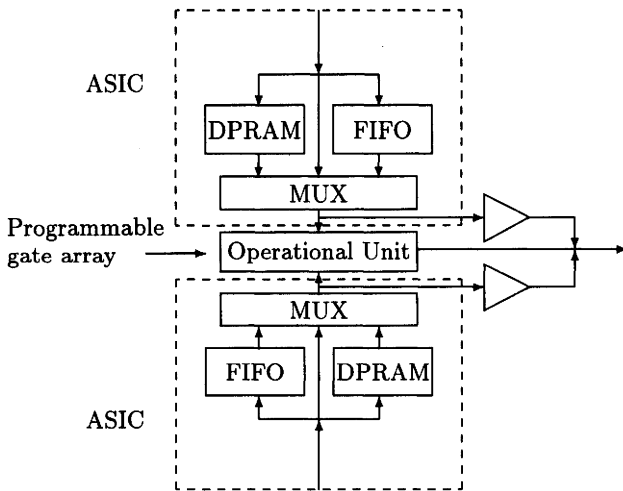 ASIC
DPRAM
FIFO
MUX
Programmable
gate array
Operational Unit
MUX
FIFO
DPRAM
ASIC